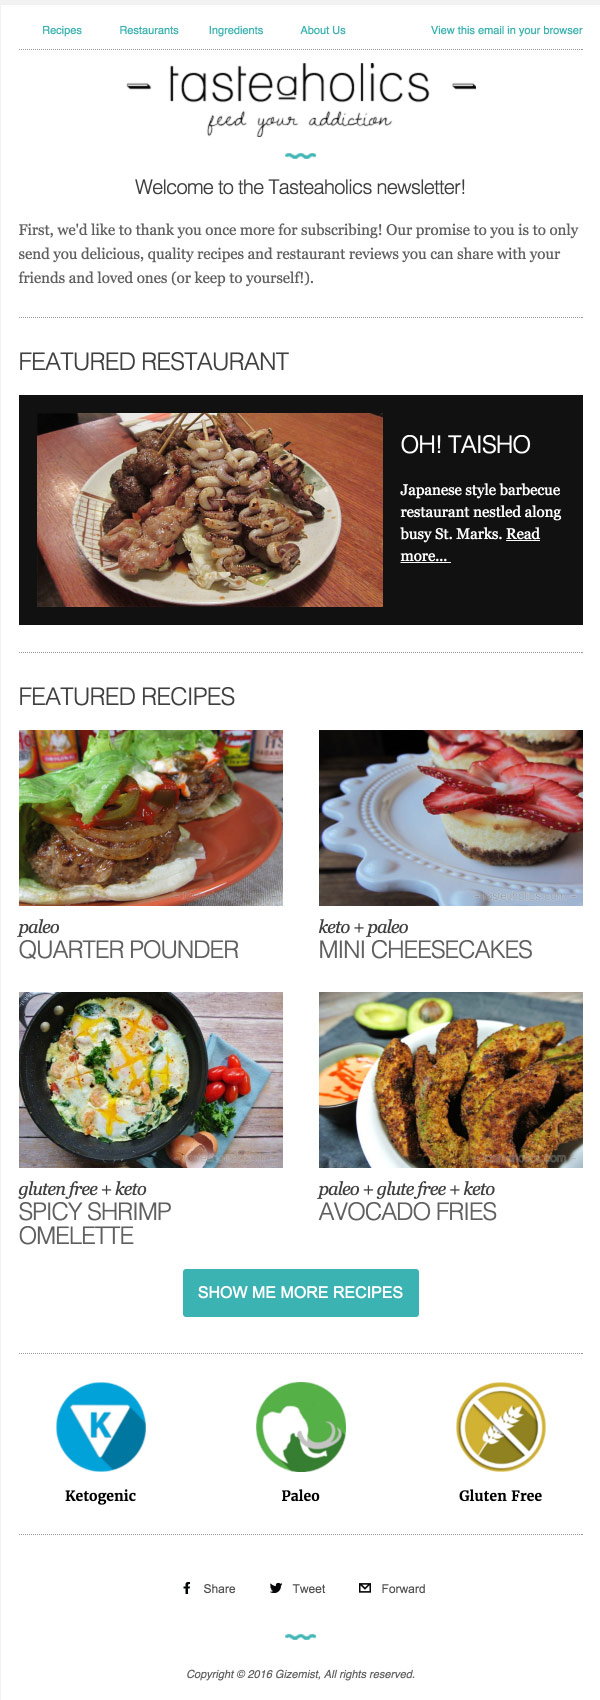 Recipes Restaurants Ingredients About Us View this email in your browser
– tasteaholics –
feed your addiction
Welcome to the Tasteaholics newsletter!
First, we'd like to thank you once more for subscribing! Our promise to you is to only
send you delicious, quality recipes and restaurant reviews you can share with your
friends and loved ones (or keep to yourself!).
FEATURED RESTAURANT
OH! TAISHO
Japanese style barbecue
restaurant nestled along
busy St. Marks. Read
more...
FEATURED RECIPES
paleo
QUARTER POUNDER
keto + paleo
MINI CHEESECAKES
gluten free + keto
SPICY SHRIMP
OMELETTE
paleo + glute free + keto
AVOCADO FRIES
SHOW ME MORE RECIPES
K
Ketogenic
Paleo
Gluten Free
Share Tweet Forward
Copyright © 2016 Gizemist, All rights reserved.